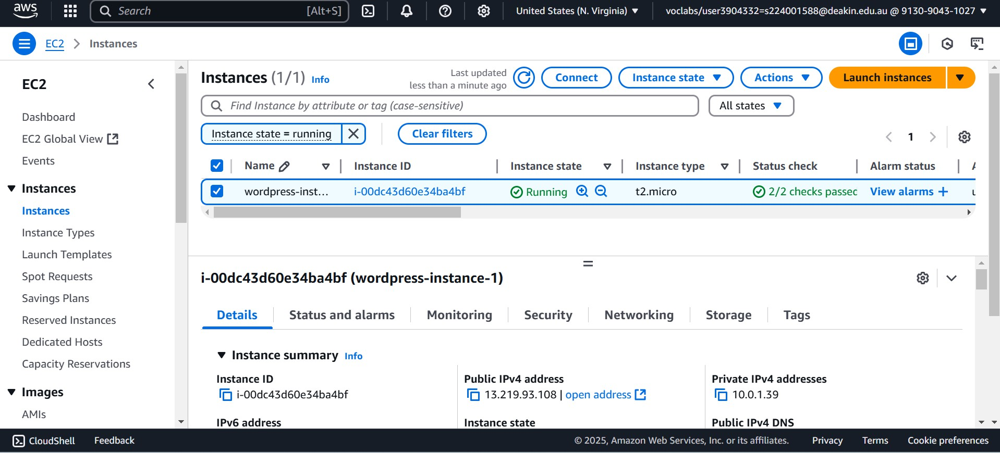 aws
Search [Alt+S]
United States (N. Virginia)
voclabs/user3904332=s224001588@deakin.edu.au @ 9130-9043-1027
EC2
Instances
EC2
Dashboard
EC2 Global View
Events
Instances
Instances
Instance Types
Launch Templates
Spot Requests
Savings Plans
Reserved Instances
Dedicated Hosts
Capacity Reservations
Images
AMIs
Instances (1/1) Info
Last updated
less than a minute ago
Connect
Instance state
Actions
Launch instances
Find Instance by attribute or tag (case-sensitive)
All states
Instance state = running
Clear filters
1
Name Instance ID Instance state Instance type Status check Alarm status
wordpress-inst... i-00dc43d60e34ba4bf Running t2.micro 2/2 checks passed View alarms +
i-00dc43d60e34ba4bf (wordpress-instance-1)
Details Status and alarms Monitoring Security Networking Storage Tags
Instance summary Info
Instance ID
i-00dc43d60e34ba4bf
Public IPv4 address
13.219.93.108 | open address
Private IPv4 addresses
10.0.1.39
IPv6 address
Instance state
Public IPv4 DNS
CloudShell Feedback
© 2025, Amazon Web Services, Inc. or its affiliates. Privacy Terms Cookie preferences